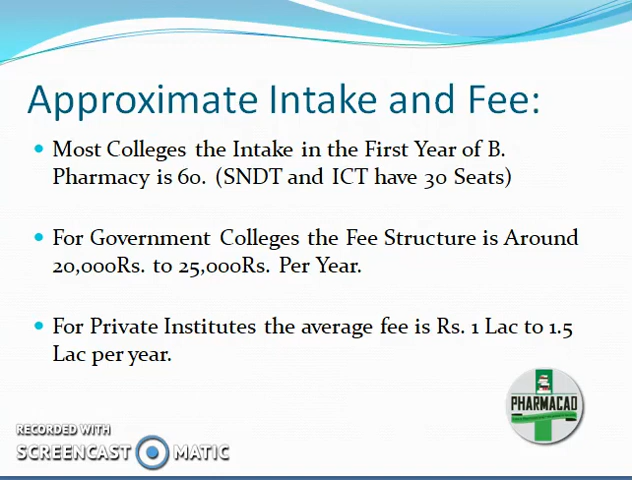 Approximate Intake and Fee:
Most Colleges the Intake in the First Year of B.
Pharmacy is 60. (SNDT and ICT have 30 Seats)
For Government Colleges the Fee Structure is Around
20,000Rs. to 25,000Rs. Per Year.
For Private Institutes the average fee is Rs. 1 Lac to 1.5
Lac per year.
PHARMACAD
RECORDED WITH
SCREENCAST MATIC